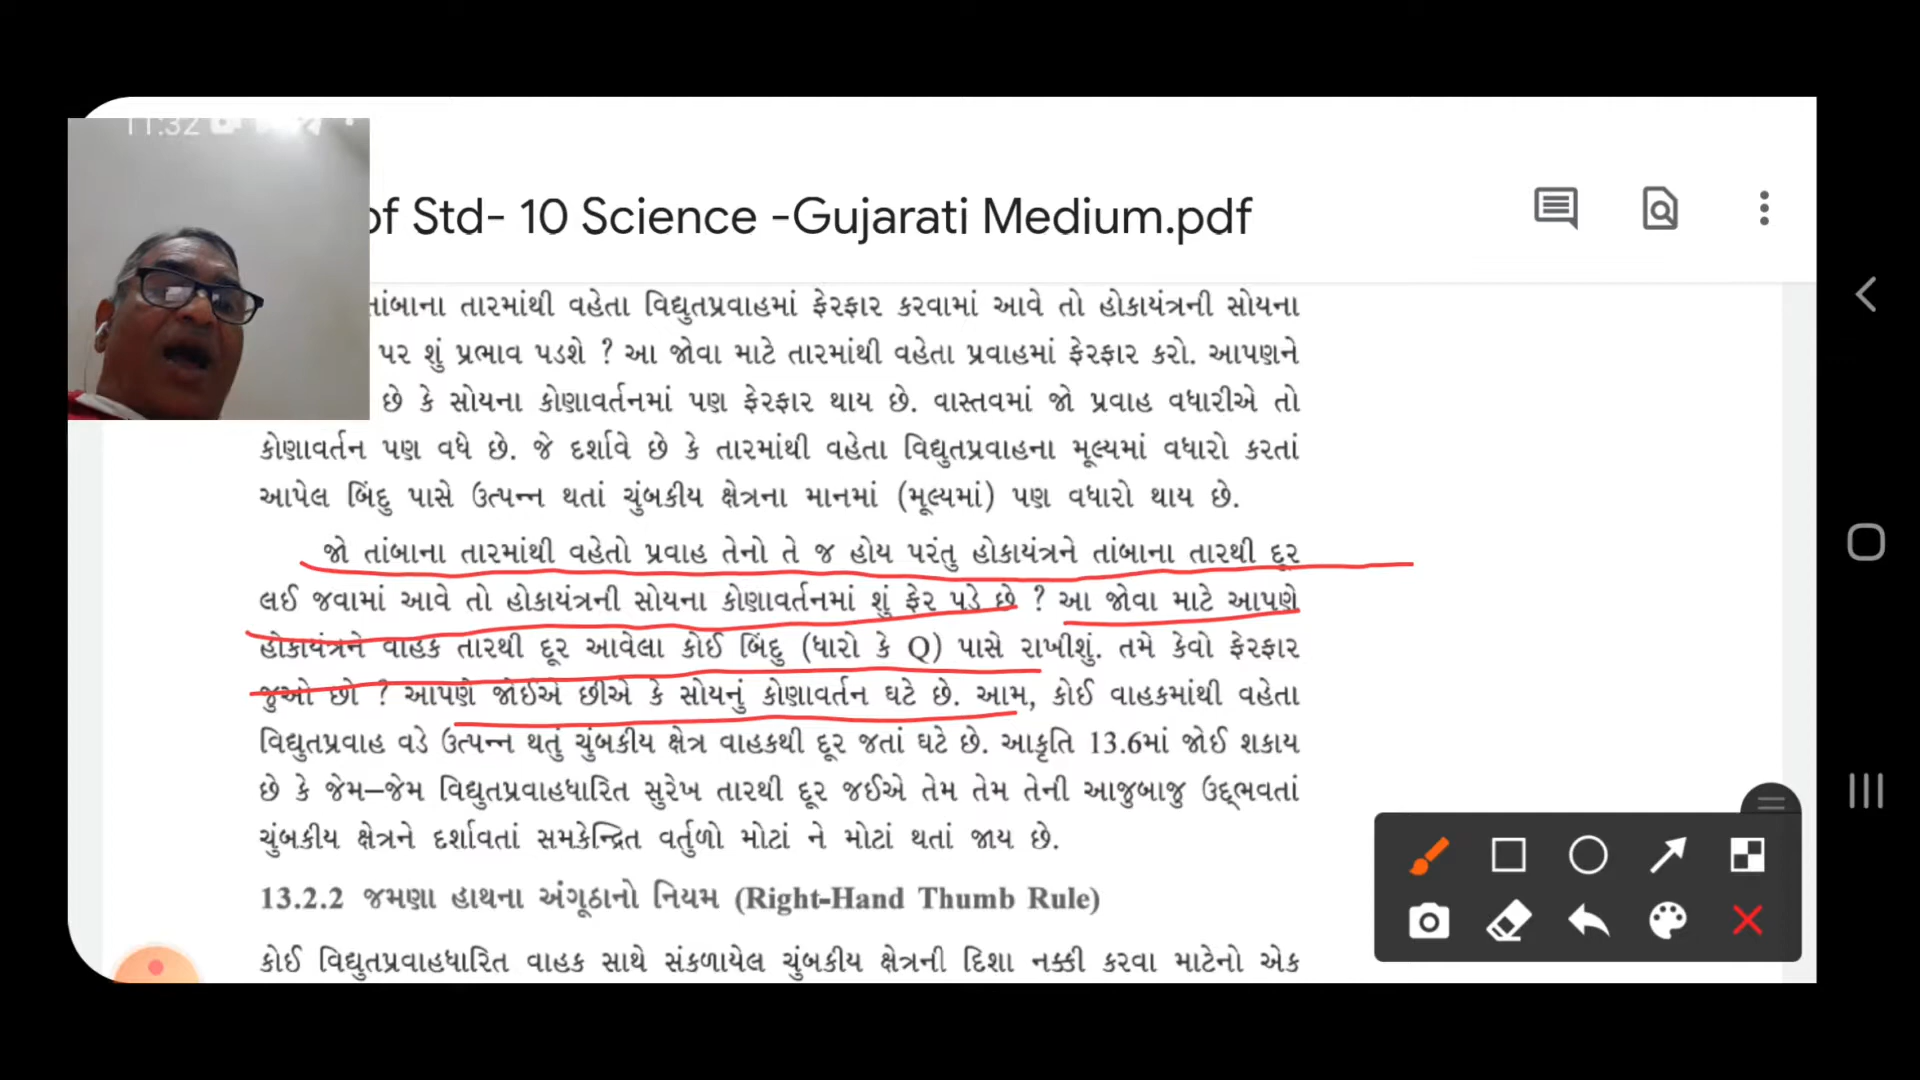 11:32
of Std- 10 Science -Gujarati Medium.pdf
તાંબાના તારમાંથી વહેતા વિદ્યુતપ્રવાહમાં ફેરફાર કરવામાં આવે તો હોકાયંત્રની સોયના
પર શું પ્રભાવ પડશે ? આ જોવા માટે તારમાંથી વહેતા પ્રવાહમાં ફેરફાર કરો. આપણને
છે કે સોયના કોણાવર્તનમાં પણ ફેરફાર થાય છે. વાસ્તવમાં જો પ્રવાહ વધારીએ તો
કોણાવર્તન પણ વધે છે. જે દર્શાવે છે કે તારમાંથી વહેતા વિદ્યુતપ્રવાહના મૂલ્યમાં વધારો કરતાં
આપેલ બિંદુ પાસે ઉત્પન્ન થતાં ચુંબકીય ક્ષેત્રના માનમાં (મૂલ્યમાં) પણ વધારો થાય છે.
જો તાંબાના તારમાંથી વહેતો પ્રવાહ તેનો તે જ હોય પરંતુ હોકાયંત્રને તાંબાના તારથી દૂર
લઈ જવામાં આવે તો હોકાયંત્રની સોયના કોણાવર્તનમાં શું ફેર પડે છે ? આ જોવા માટે આપણે
હોકાયંત્રને વાહક તારથી દૂર આવેલા કોઈ બિંદુ (ધારો કે Q) પાસે રાખીશું. તમે કેવો ફેરફાર
જુઓ છો ? આપણે જોઈએ છીએ કે સોયનું કોણાવર્તન ઘટે છે. આમ, કોઈ વાહકમાંથી વહેતા
વિદ્યુતપ્રવાહ વડે ઉત્પન્ન થતું ચુંબકીય ક્ષેત્ર વાહકથી દૂર જતાં ઘટે છે. આકૃતિ 13.6માં જોઈ શકાય
છે કે જેમ–જેમ વિદ્યુતપ્રવાહધારિત સુરેખ તારથી દૂર જઈએ તેમ તેમ તેની આજુબાજુ ઉદ્ભવતાં
ચુંબકીય ક્ષેત્રને દર્શાવતાં સમકેન્દ્રિત વર્તુળો મોટાં ને મોટાં થતાં જાય છે.
13.2.2 જમણા હાથના અંગૂઠાનો નિયમ (Right-Hand Thumb Rule)
કોઈ વિદ્યુતપ્રવાહધારિત વાહક સાથે સંકળાયેલ ચુંબકીય ક્ષેત્રની દિશા નક્કી કરવા માટેનો એક